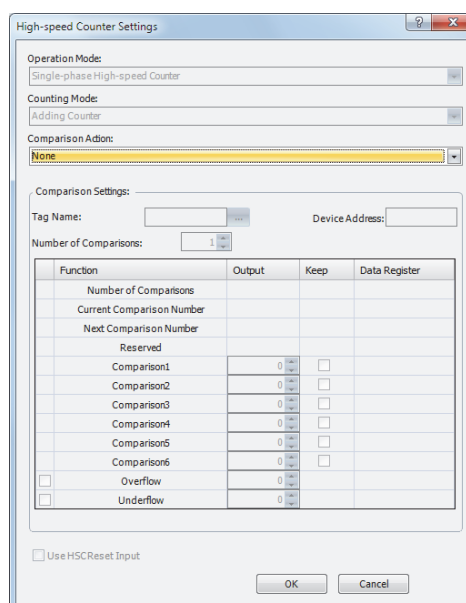 High-speed Counter Settings
Operation Mode:
Single-phase High-speed Counter
Counting Mode:
Adding Counter
Comparison Action:
None
Comparison Settings:
Tag Name: ... Device Address:
Number of Comparisons: 1
Function Output Keep Data Register
Number of Comparisons
Current Comparison Number
Next Comparison Number
Reserved
Comparison1 0
Comparison2 0
Comparison3 0
Comparison4 0
Comparison5 0
Comparison6 0
Overflow 0
Underflow 0
Use HSC Reset Input
OK Cancel